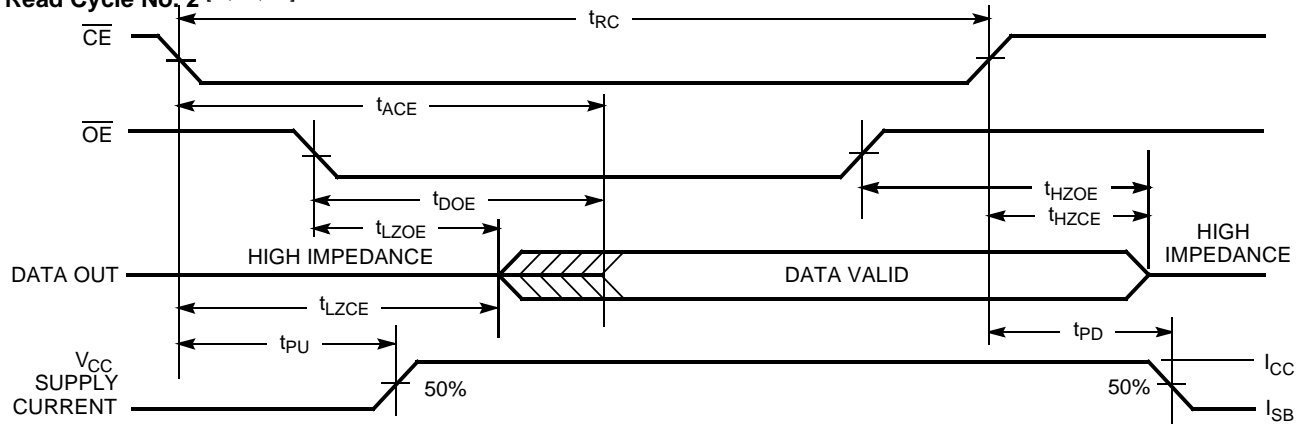 Read Cycle No. 2
tRC
CE
tACE
OE
tDOE
tHZOE
tLZOE
tHZCE
HIGH IMPEDANCE
HIGH
IMPEDANCE
DATA OUT
DATA VALID
tLZCE
tPU
tPD
VCC
SUPPLY
CURRENT
50%
50%
ICC
ISB